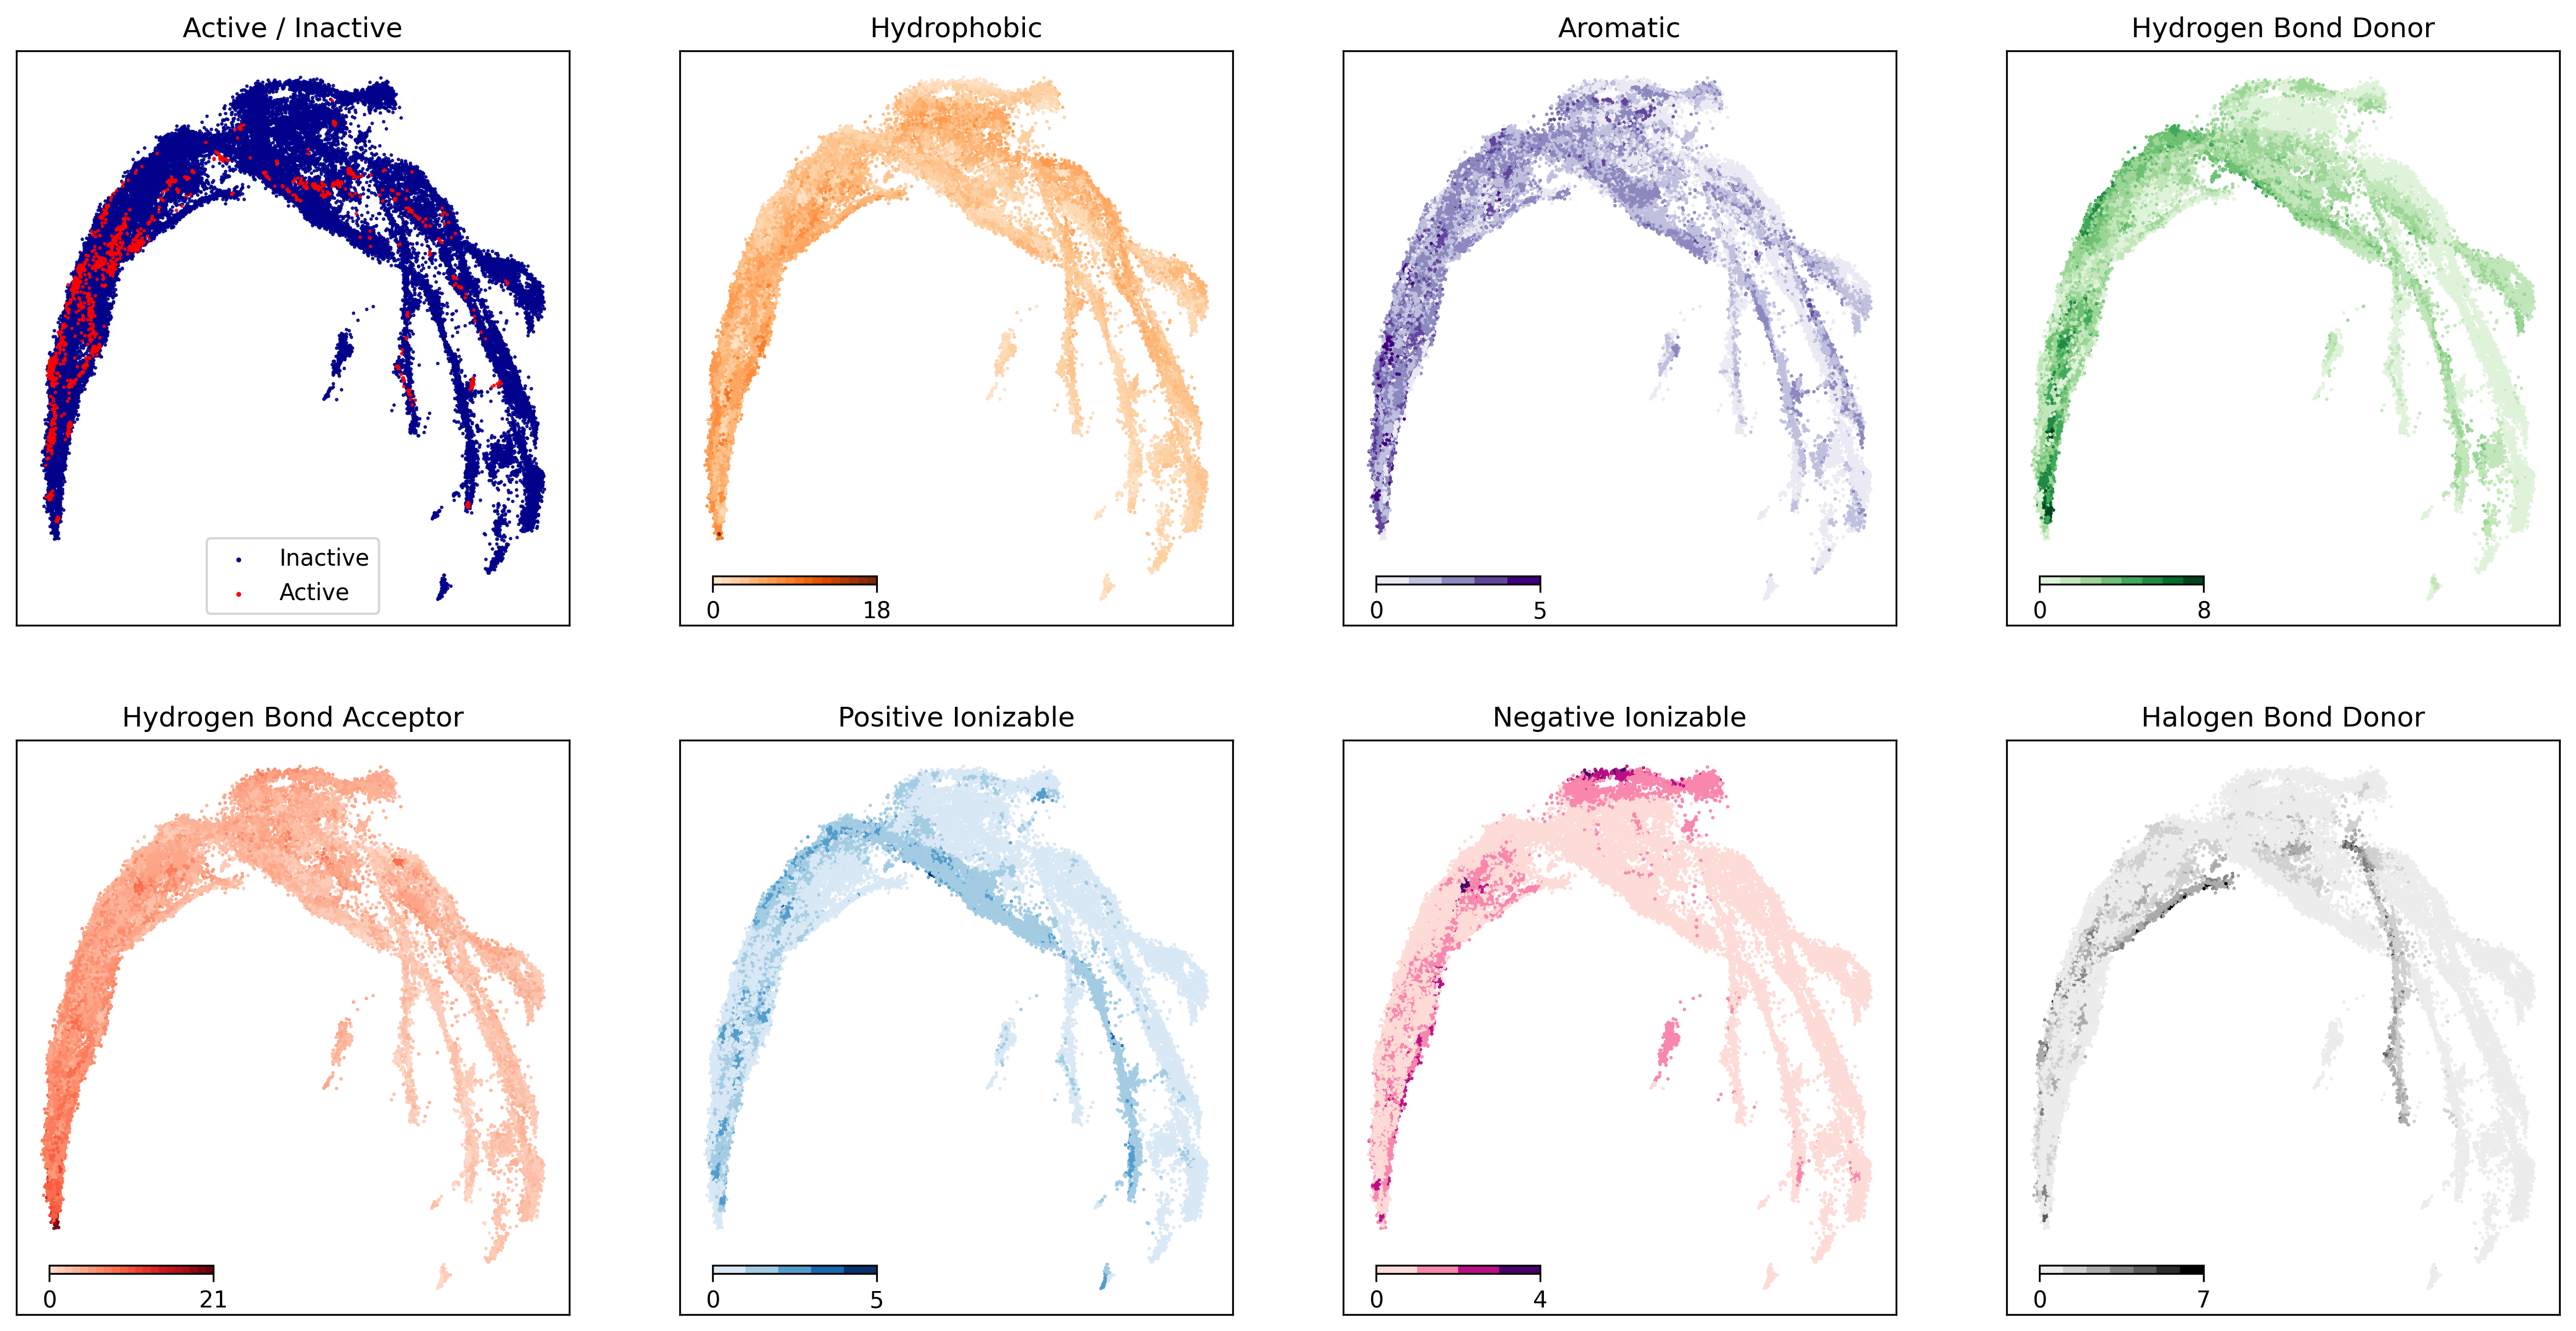 Active / Inactive
Hydrophobic
Aromatic
Hydrogen Bond Donor
Inactive
Active
0 18
0 5
0 8
Hydrogen Bond Acceptor
Positive Ionizable
Negative Ionizable
Halogen Bond Donor
0 21
0 5
0 4
0 7